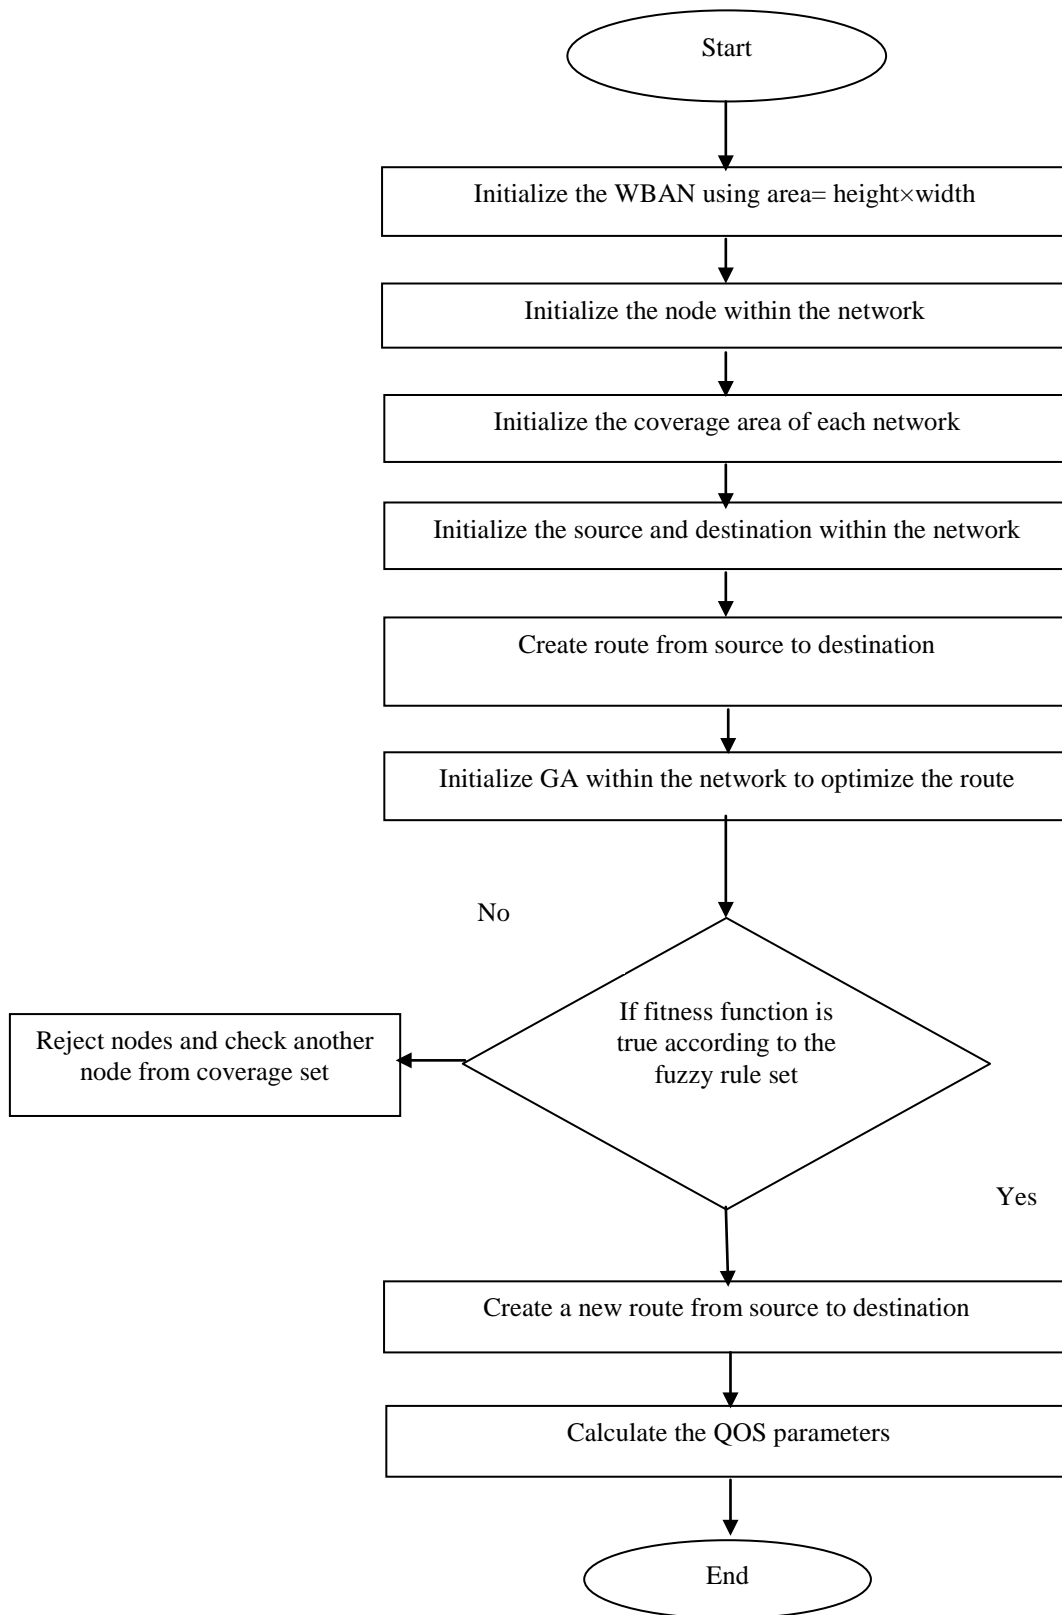 Start
Initialize the WBAN using area= height×width
Initialize the node within the network
Initialize the coverage area of each network
Initialize the source and destination within the network
Create route from source to destination
Initialize GA within the network to optimize the route
No
If fitness function is
true according to the
fuzzy rule set
Reject nodes and check another
node from coverage set
Yes
Create a new route from source to destination
Calculate the QOS parameters
End